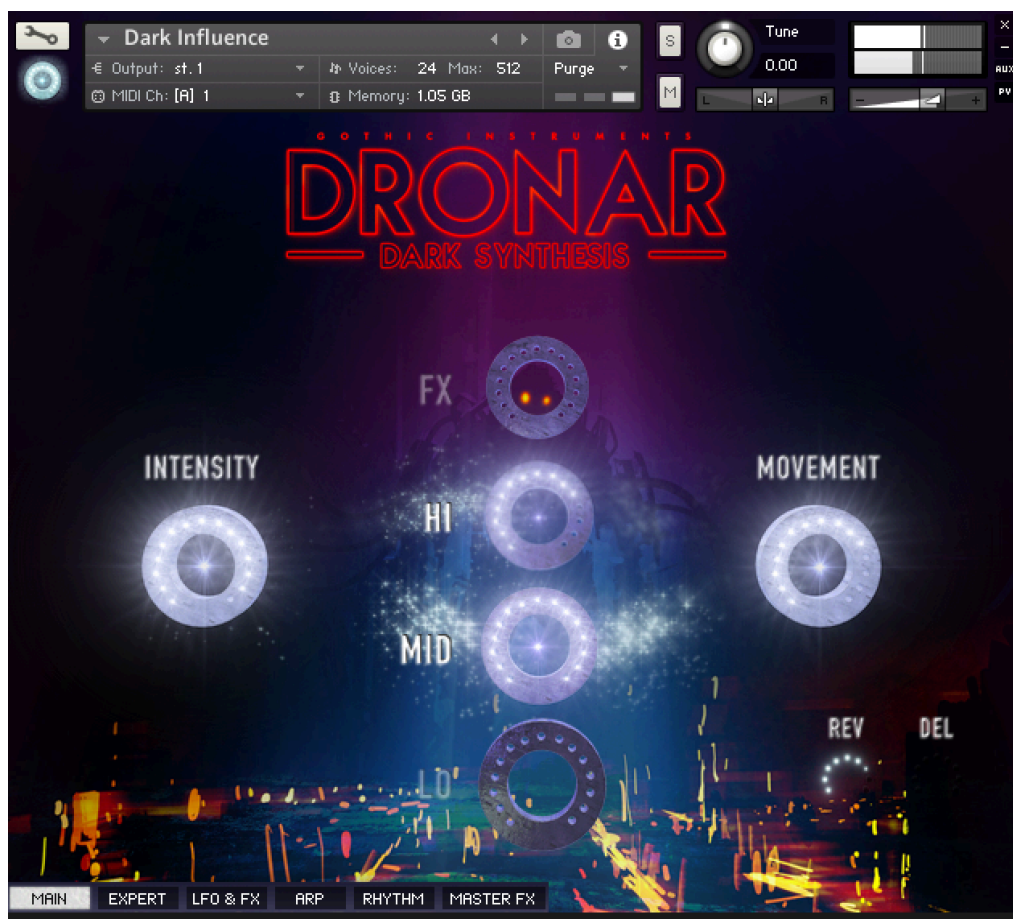 Dark Influence
S
Tune
X
Output: st.1
Voices: 24 Max: 512
Purge
0.00
–
AUX
MIDI Ch: [A] 1
Memory: 1.05 GB
M
L
R
–
+
PV
GOTHIC INSTRUMENTS
DRONAR
DARK SYNTHESIS
FX
INTENSITY
MOVEMENT
HI
MID
REV
DEL
LO
MAIN
EXPERT
LFO & FX
ARP
RHYTHM
MASTER FX